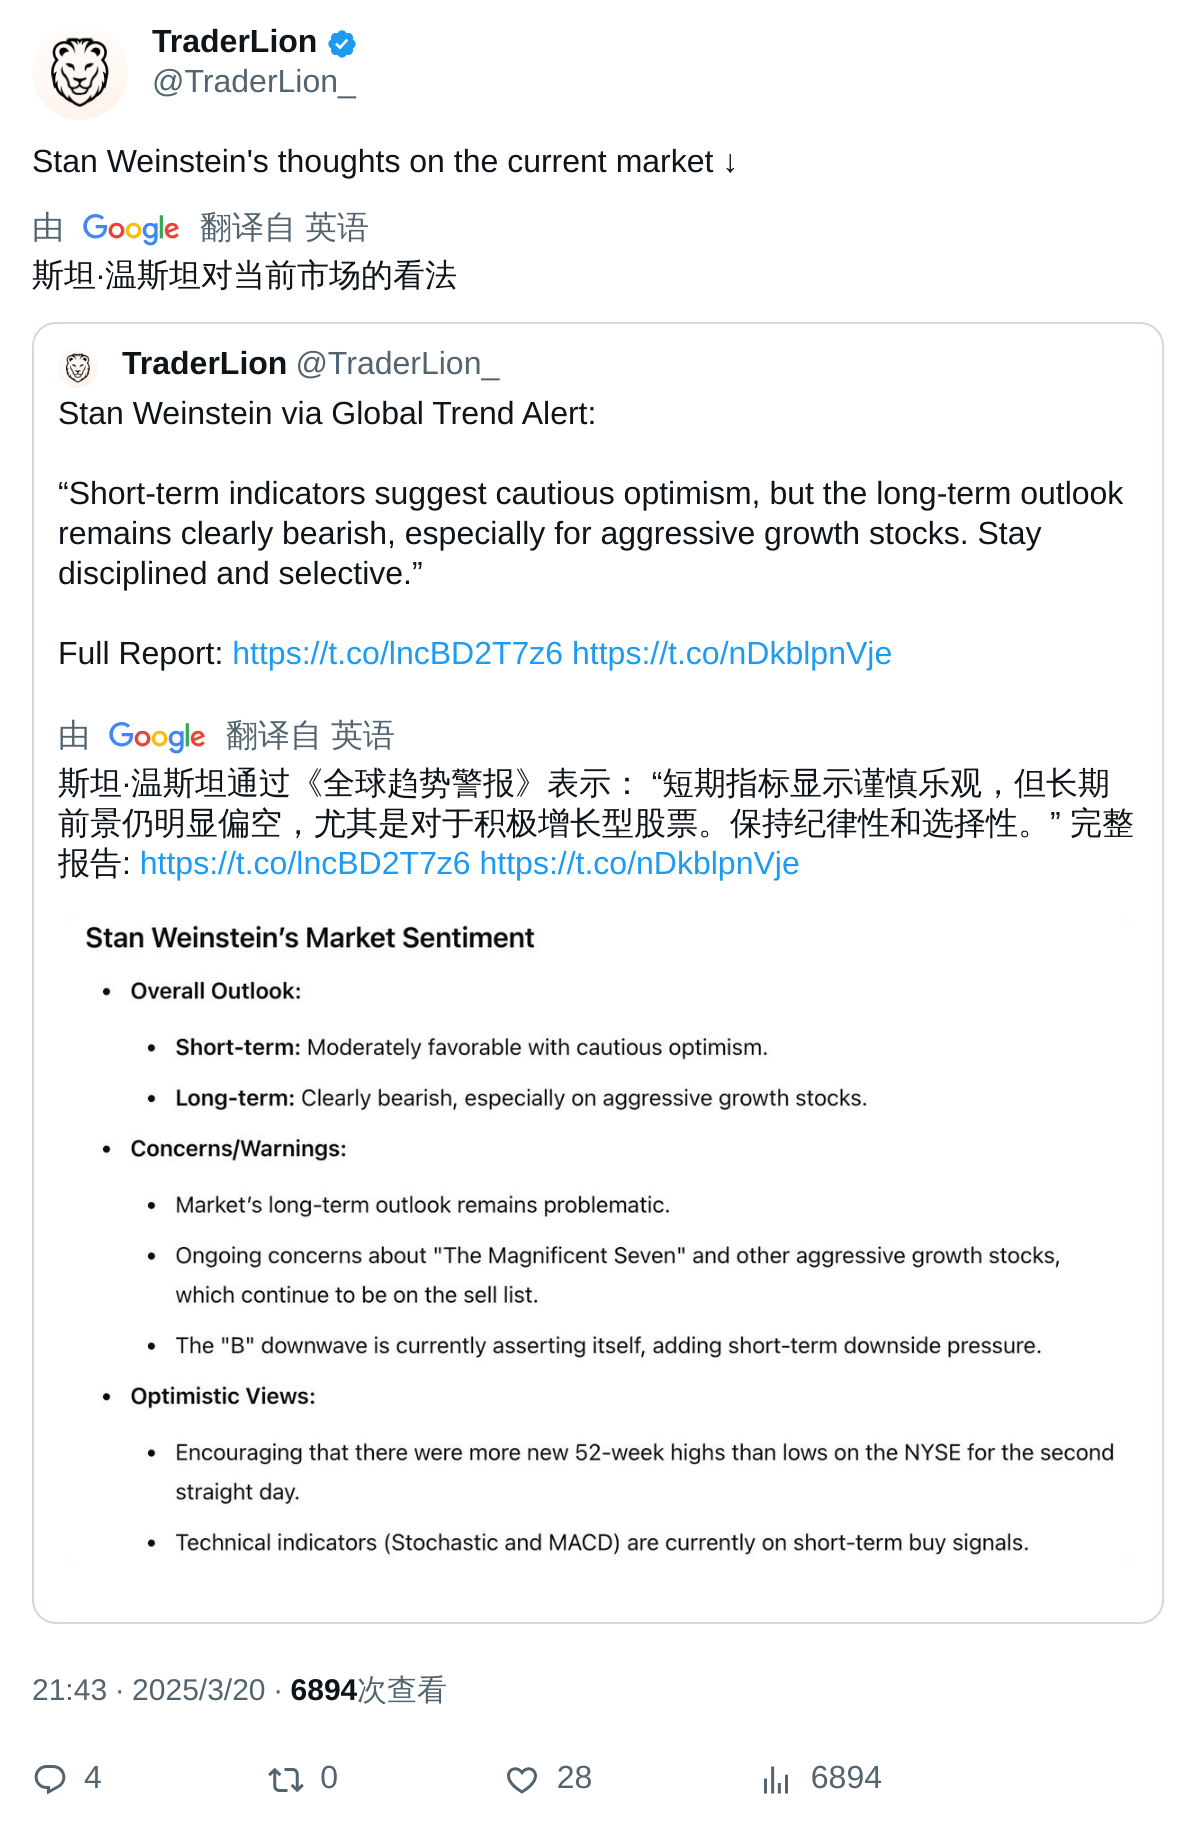 TraderLion
@TraderLion_
Stan Weinstein's thoughts on the current market ↓
由 Google 翻译自 英语
斯坦·温斯坦对当前市场的看法
TraderLion @TraderLion_
Stan Weinstein via Global Trend Alert:
“Short-term indicators suggest cautious optimism, but the long-term outlook
remains clearly bearish, especially for aggressive growth stocks. Stay
disciplined and selective.”
Full Report: https://t.co/lncBD2T7z6 https://t.co/nDkblpnVje
由 Google 翻译自 英语
斯坦·温斯坦通过《全球趋势警报》表示： “短期指标显示谨慎乐观，但长期
前景仍明显偏空，尤其是对于积极增长型股票。保持纪律性和选择性。” 完整
报告: https://t.co/lncBD2T7z6 https://t.co/nDkblpnVje
Stan Weinstein’s Market Sentiment
• Overall Outlook:
• Short-term: Moderately favorable with cautious optimism.
• Long-term: Clearly bearish, especially on aggressive growth stocks.
• Concerns/Warnings:
• Market’s long-term outlook remains problematic.
• Ongoing concerns about "The Magnificent Seven" and other aggressive growth stocks,
which continue to be on the sell list.
• The "B" downwave is currently asserting itself, adding short-term downside pressure.
• Optimistic Views:
• Encouraging that there were more new 52-week highs than lows on the NYSE for the second
straight day.
• Technical indicators (Stochastic and MACD) are currently on short-term buy signals.
21:43 · 2025/3/20 · 6894次查看
4 0 28 6894